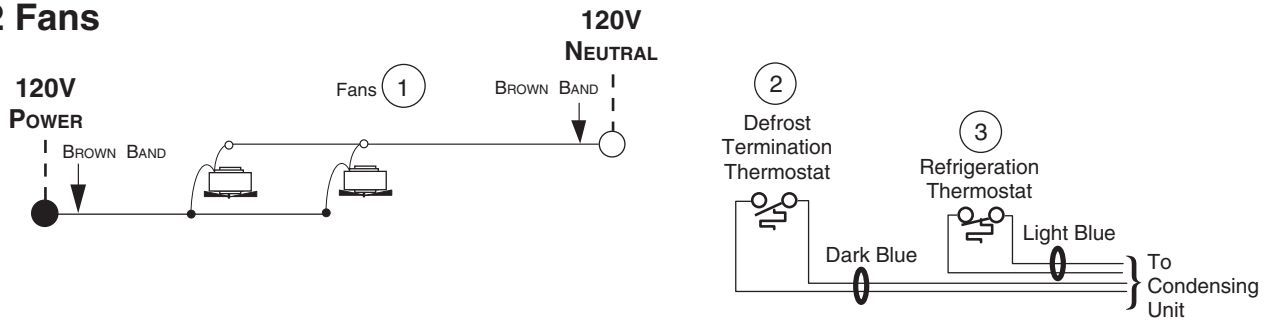 2 Fans
120V
POWER
BROWN BAND
Fans 1
BROWN BAND
120V
NEUTRAL
2
Defrost
Termination
Thermostat
3
Refrigeration
Thermostat
Dark Blue
Light Blue
To
Condensing
Unit